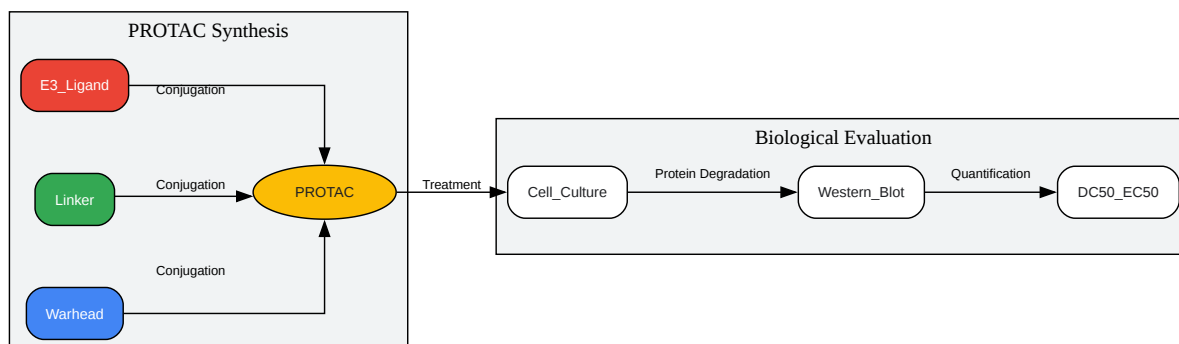 PROTAC Synthesis
E3_Ligand
Conjugation
Linker
Conjugation
PROTAC
Warhead
Conjugation
Treatment
Biological Evaluation
Cell_Culture
Protein Degradation
Western_Blot
Quantification
DC50_EC50